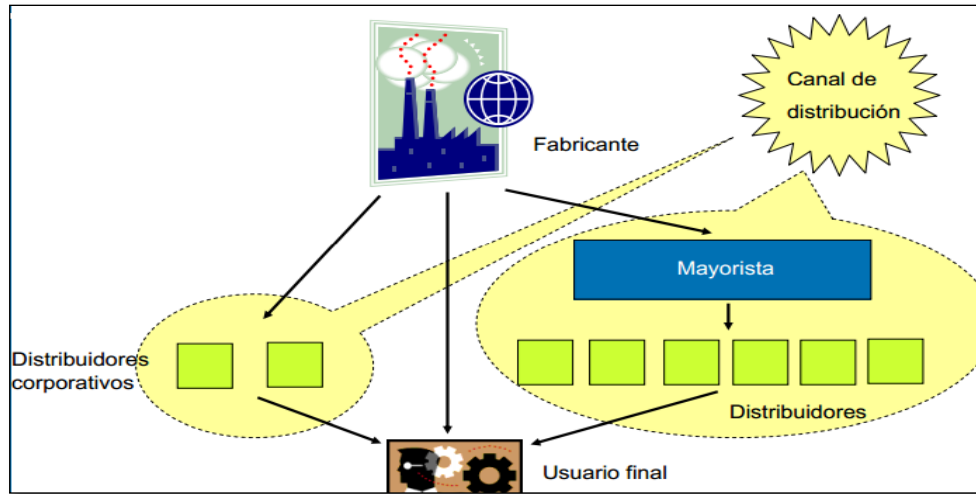 Canal de
distribución
Fabricante
Mayorista
Distribuidores
corporativos
Distribuidores
Usuario final